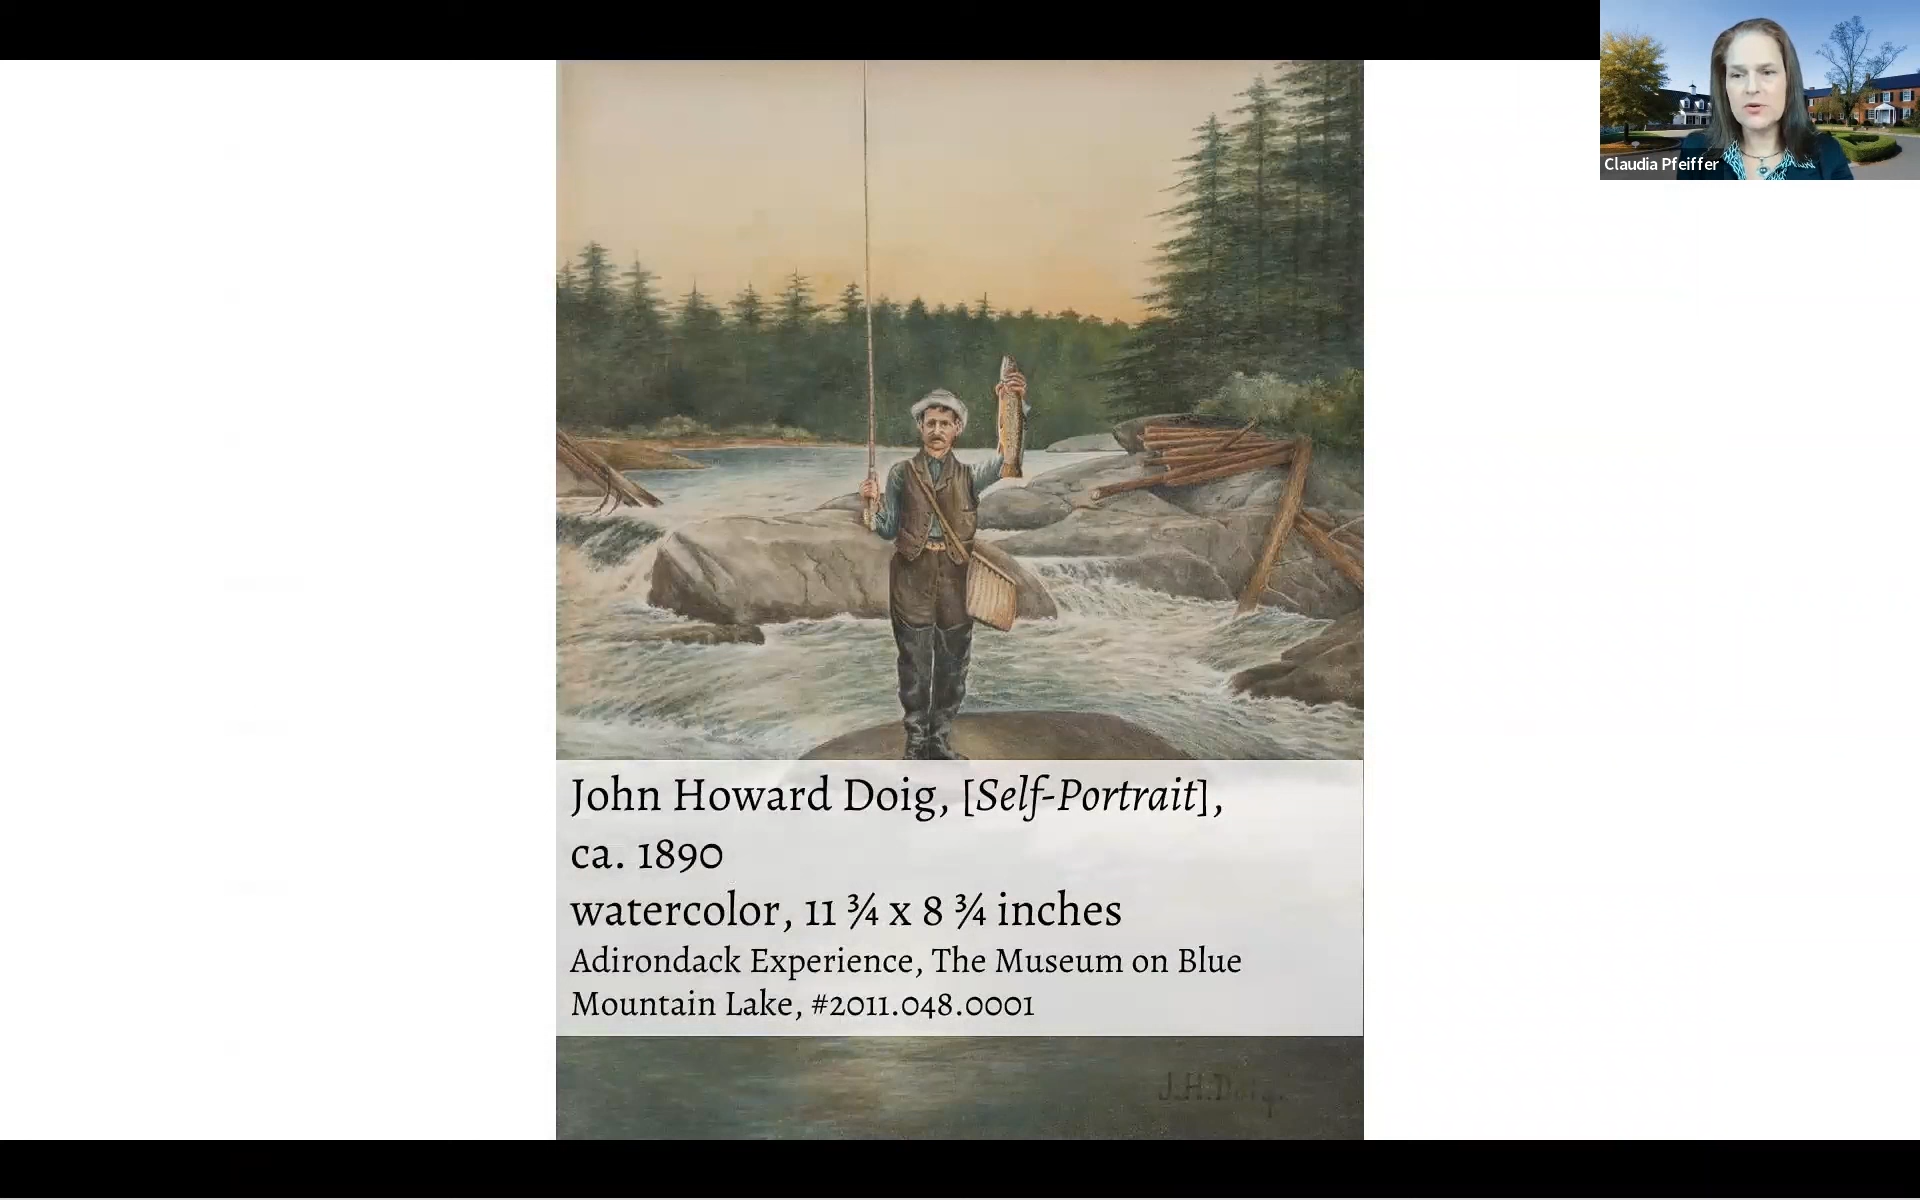 Claudia Pfeiffer
John Howard Doig, [Self-Portrait],
ca. 1890
watercolor, 11 ¾ x 8 ¾ inches
Adirondack Experience, The Museum on Blue
Mountain Lake, #2011.048.0001
J.H.Doig.